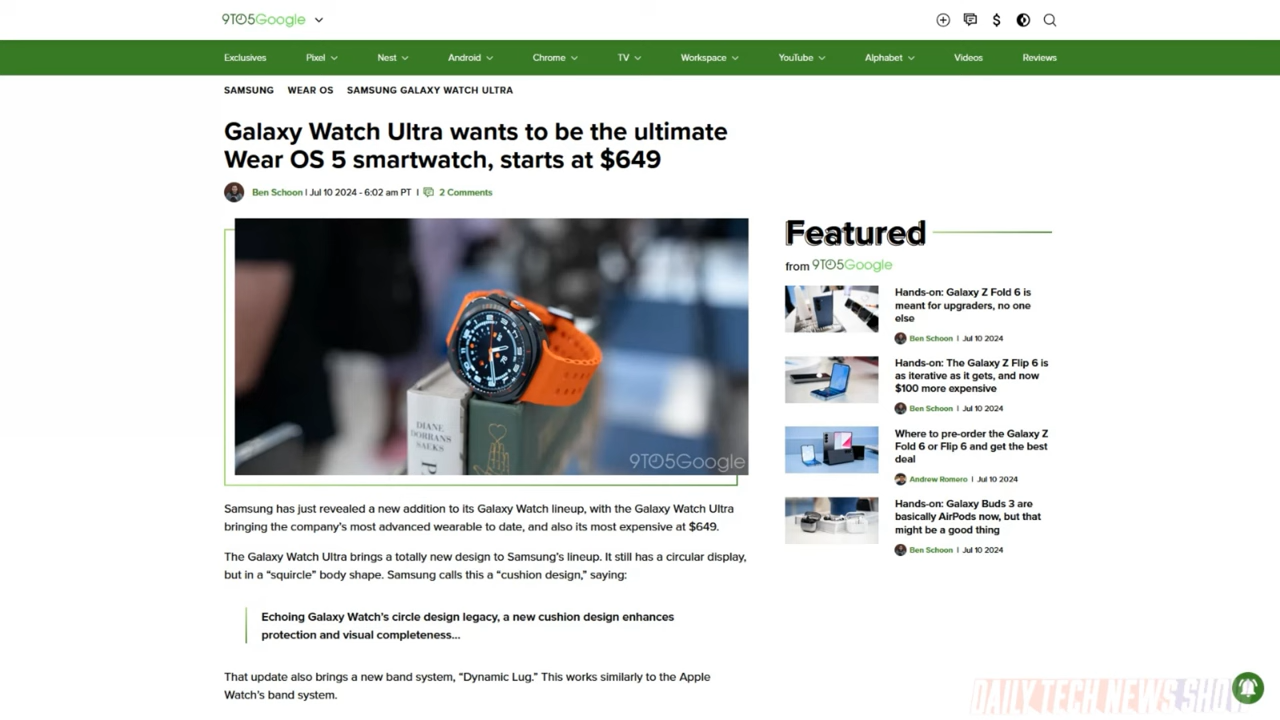 9TO5Google
Exclusives Pixel Nest Android Chrome TV Workspace YouTube Alphabet Videos Reviews
SAMSUNG WEAR OS SAMSUNG GALAXY WATCH ULTRA
Galaxy Watch Ultra wants to be the ultimate
Wear OS 5 smartwatch, starts at $649
Ben Schoon | Jul 10 2024 - 6:02 am PT | 2 Comments
DIANE
DORRANS
SAEKS
P
9TO5Google
Samsung has just revealed a new addition to its Galaxy Watch lineup, with the Galaxy Watch Ultra
bringing the company's most advanced wearable to date, and also its most expensive at $649.
The Galaxy Watch Ultra brings a totally new design to Samsung's lineup. It still has a circular display,
but in a “squircle” body shape. Samsung calls this a “cushion design,” saying:
Echoing Galaxy Watch's circle design legacy, a new cushion design enhances
protection and visual completeness...
That update also brings a new band system, “Dynamic Lug.” This works similarly to the Apple
Watch's band system.
Featured
from 9TO5Google
Hands-on: Galaxy Z Fold 6 is
meant for upgraders, no one
else
Ben Schoon | Jul 10 2024
Hands-on: The Galaxy Z Flip 6 is
as iterative as it gets, and now
$100 more expensive
Ben Schoon | Jul 10 2024
Where to pre-order the Galaxy Z
Fold 6 or Flip 6 and get the best
deal
Andrew Romero | Jul 10 2024
Hands-on: Galaxy Buds 3 are
basically AirPods now, but that
might be a good thing
Ben Schoon | Jul 10 2024
DAILY TECH NEWS SHOW